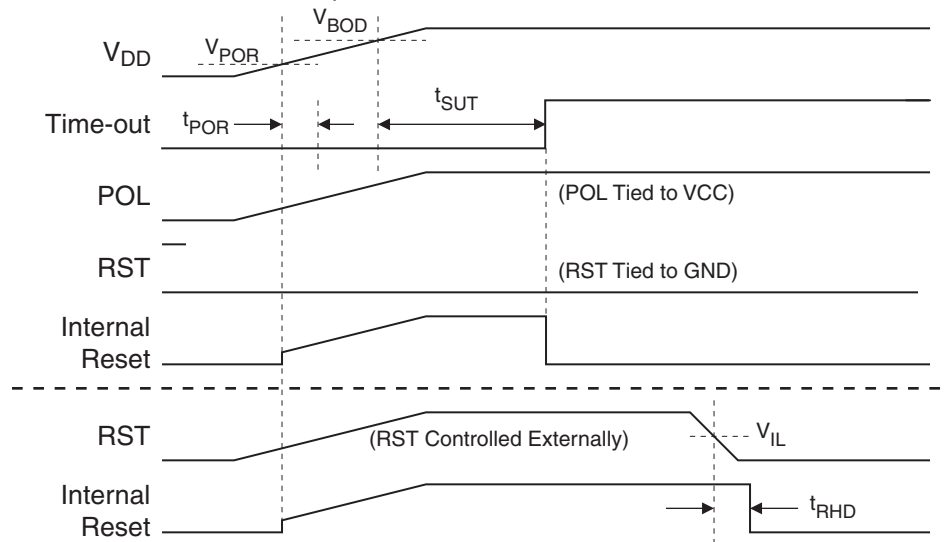 V_BOD
V_DD
V_POR
t_SUT
Time-out
t_POR
POL
(POL Tied to VCC)
RST
(RST Tied to GND)
Internal
Reset
RST
(RST Controlled Externally)
V_IL
Internal
Reset
t_RHD